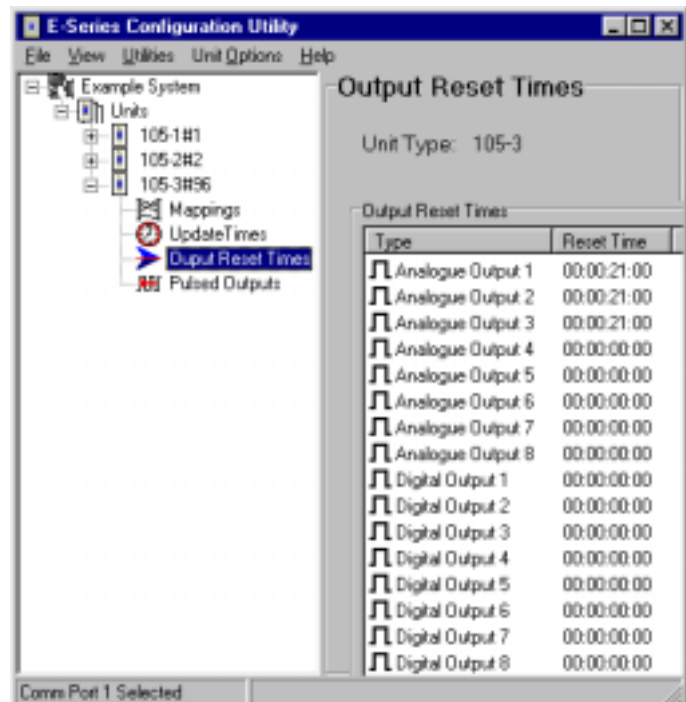 E-Series Configuration Utility
File View Utilities Unit Options Help
Example System
Units
105-1#1
105-2#2
105-3#96
Mappings
UpdateTimes
Ouput Reset Times
Pulsed Outputs
Output Reset Times
Unit Type: 105-3
Output Reset Times
Type Reset Time
Analogue Output 1 00:00:21:00
Analogue Output 2 00:00:21:00
Analogue Output 3 00:00:21:00
Analogue Output 4 00:00:00:00
Analogue Output 5 00:00:00:00
Analogue Output 6 00:00:00:00
Analogue Output 7 00:00:00:00
Analogue Output 8 00:00:00:00
Digital Output 1 00:00:00:00
Digital Output 2 00:00:00:00
Digital Output 3 00:00:00:00
Digital Output 4 00:00:00:00
Digital Output 5 00:00:00:00
Digital Output 6 00:00:00:00
Digital Output 7 00:00:00:00
Digital Output 8 00:00:00:00
Comm Port 1 Selected